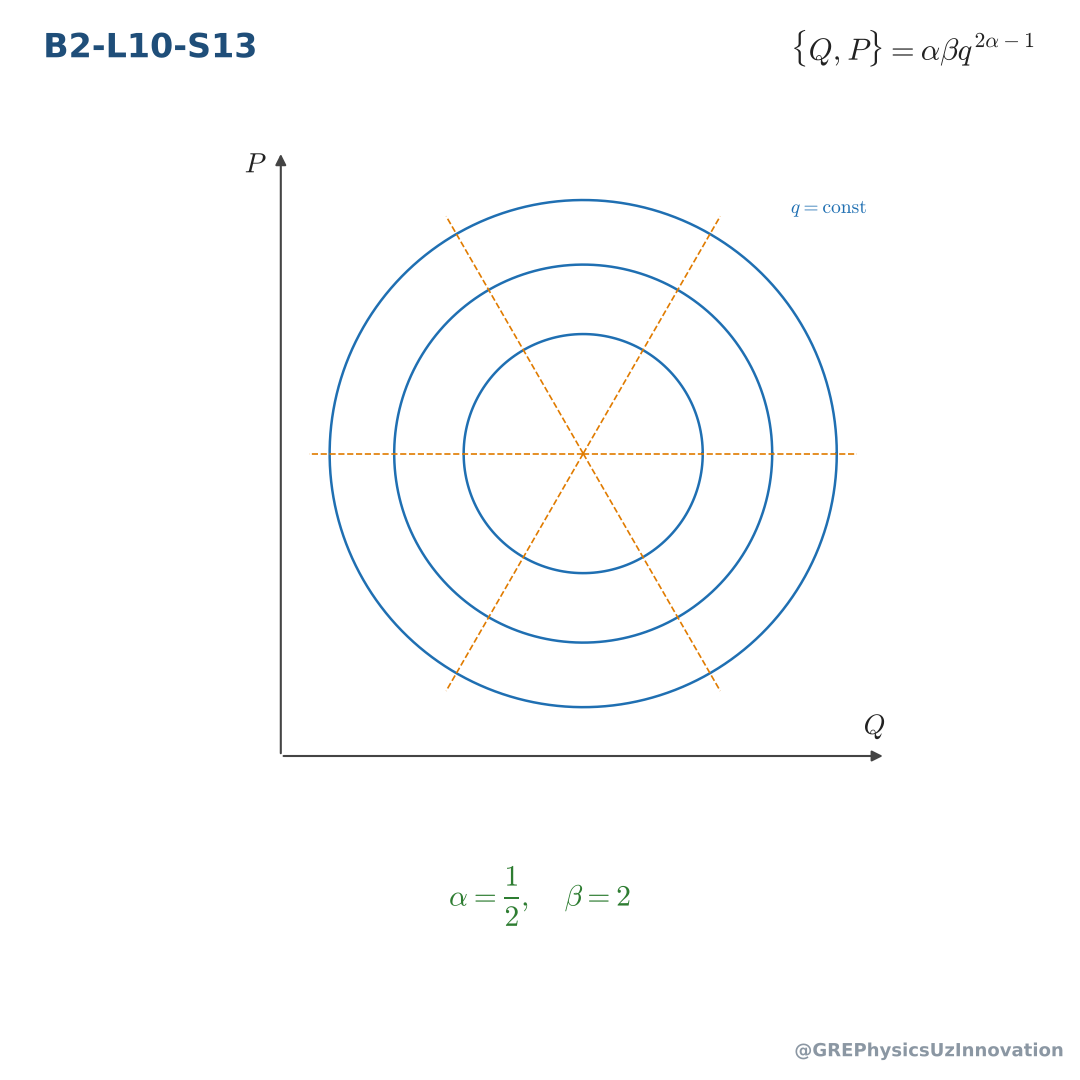 B2-L10-S13
{Q, P} = αβq^{2α − 1}
P
q = const
Q
α = 1/2, β = 2
@GREPhysicsUzInnovation